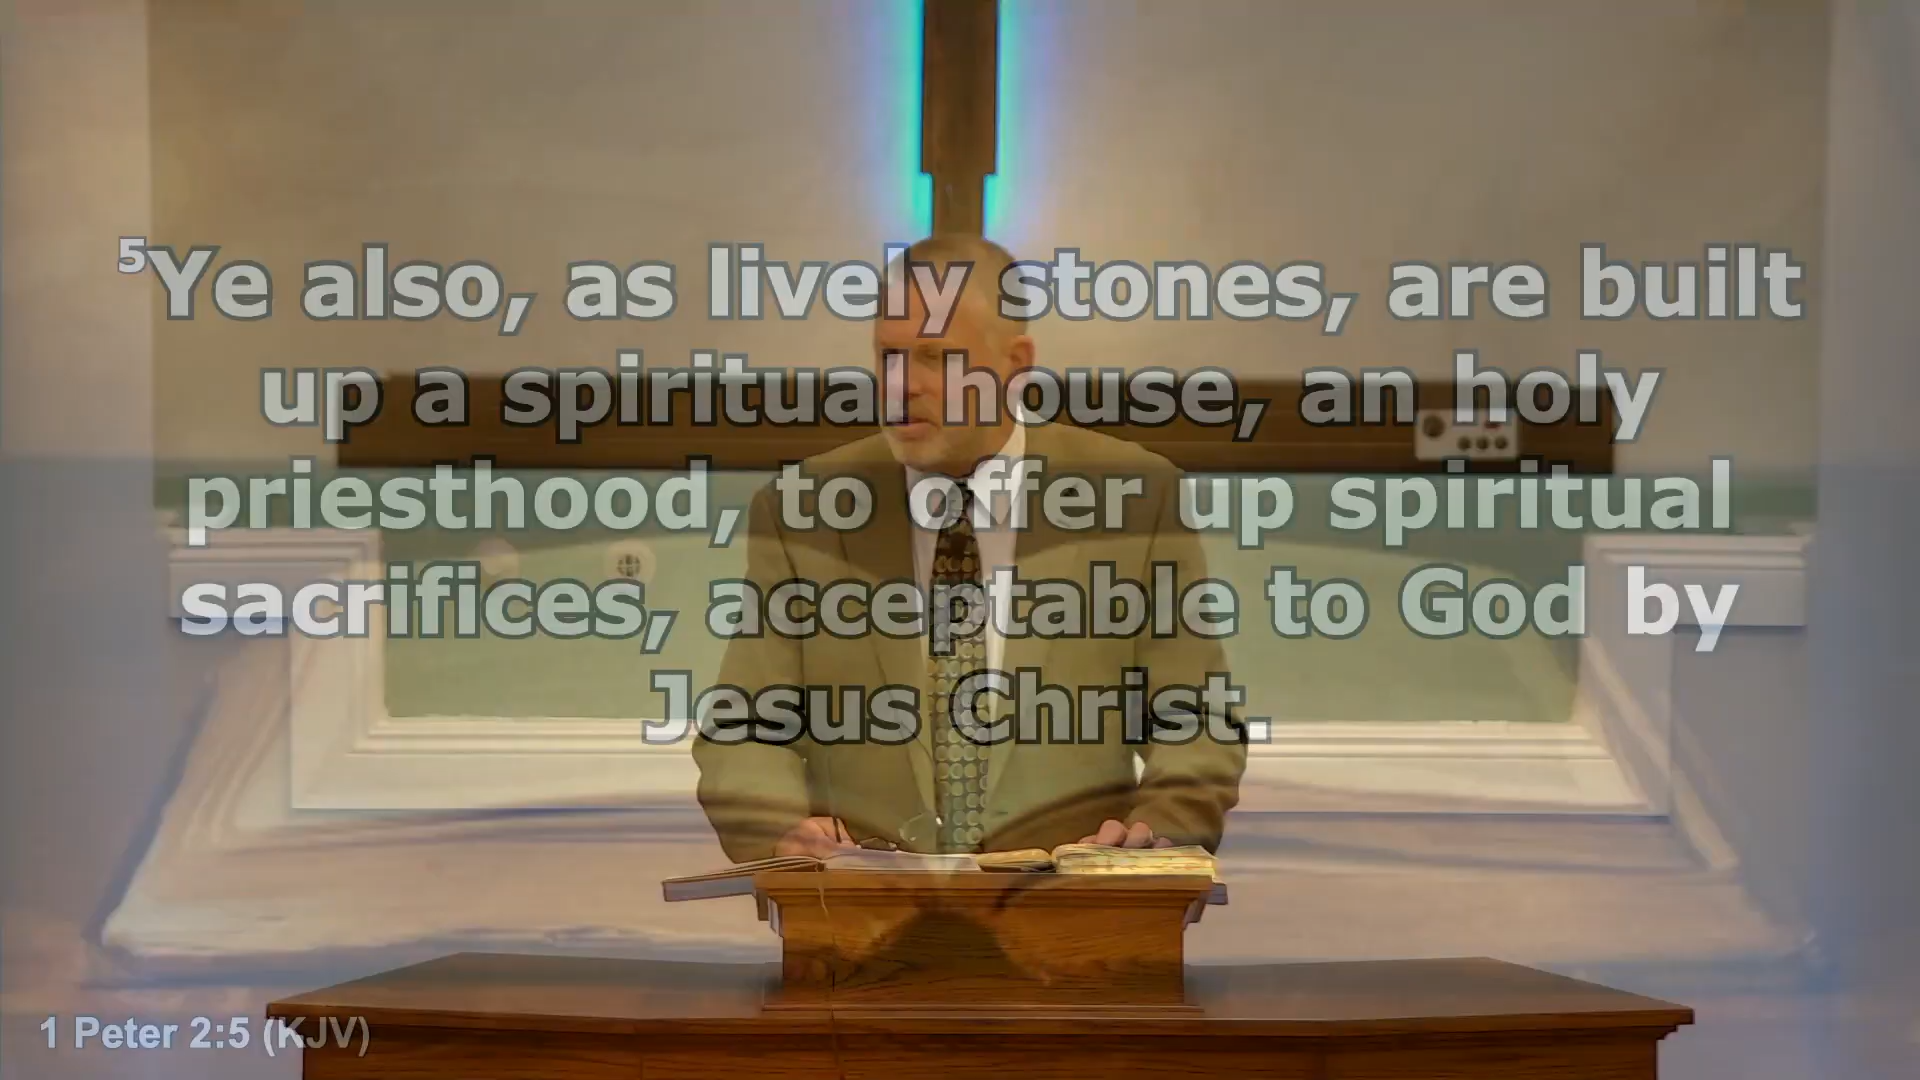 5Ye also, as lively stones, are built
up a spiritual house, an holy
priesthood, to offer up spiritual
sacrifices, acceptable to God by
Jesus Christ.
1 Peter 2:5 (KJV)